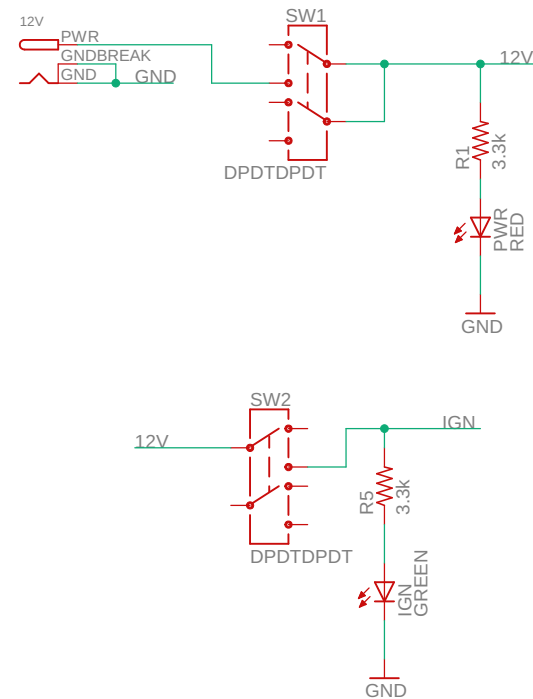 SW1
12V
PWR
GNDBREAK
GND
GND
12V
R1
3.3k
DPDTDPDT
PWR
RED
GND
SW2
12V
IGN
R5
3.3k
DPDTDPDT
IGN
GREEN
GND